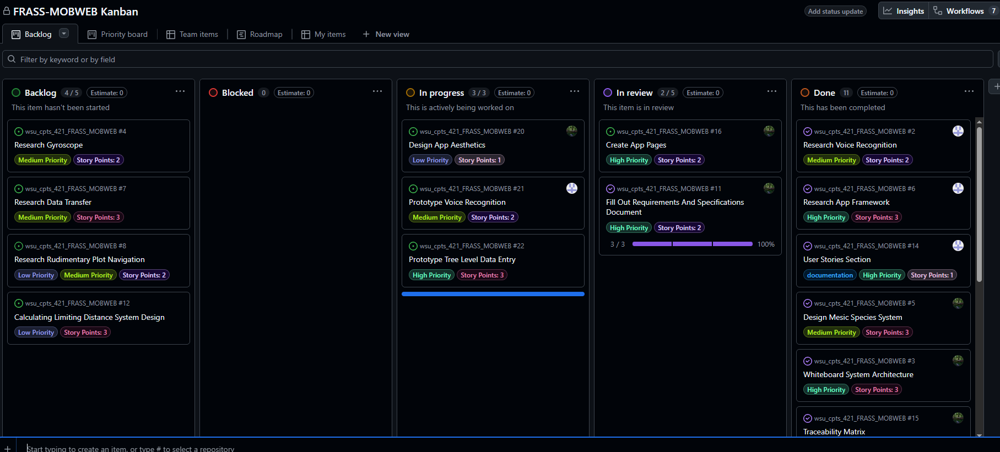 FRASS-MOBWEB Kanban
Add status update
Insights
Workflows 7
Backlog
Priority board
Team items
Roadmap
My items
New view
Filter by keyword or by field
Backlog 4 / 5 Estimate: 0
This item hasn't been started
wsu_cpts_421_FRASS_MOBWEB #4
Research Gyroscope
Medium Priority Story Points: 2
wsu_cpts_421_FRASS_MOBWEB #7
Research Data Transfer
Medium Priority Story Points: 3
wsu_cpts_421_FRASS_MOBWEB #8
Research Rudimentary Plot Navigation
Low Priority Medium Priority Story Points: 2
wsu_cpts_421_FRASS_MOBWEB #12
Calculating Limiting Distance System Design
Low Priority Story Points: 3
Blocked 0 Estimate: 0
In progress 3 / 3 Estimate: 0
This is actively being worked on
wsu_cpts_421_FRASS_MOBWEB #20
Design App Aesthetics
Low Priority Story Points: 1
wsu_cpts_421_FRASS_MOBWEB #21
Prototype Voice Recognition
Medium Priority Story Points: 2
wsu_cpts_421_FRASS_MOBWEB #22
Prototype Tree Level Data Entry
High Priority Story Points: 3
In review 2 / 5 Estimate: 0
This item is in review
wsu_cpts_421_FRASS_MOBWEB #16
Create App Pages
High Priority Story Points: 2
wsu_cpts_421_FRASS_MOBWEB #11
Fill Out Requirements And Specifications
Document
High Priority Story Points: 2
3 / 3 100%
Done 11 Estimate: 0
This has been completed
wsu_cpts_421_FRASS_MOBWEB #2
Research Voice Recognition
Medium Priority Story Points: 2
wsu_cpts_421_FRASS_MOBWEB #6
Research App Framework
High Priority Story Points: 3
wsu_cpts_421_FRASS_MOBWEB #14
User Stories Section
documentation High Priority Story Points: 1
wsu_cpts_421_FRASS_MOBWEB #5
Design Mesic Species System
Medium Priority Story Points: 3
wsu_cpts_421_FRASS_MOBWEB #3
Whiteboard System Architecture
High Priority Story Points: 3
wsu_cpts_421_FRASS_MOBWEB #15
Traceability Matrix
Start typing to create an item, or type # to select a repository